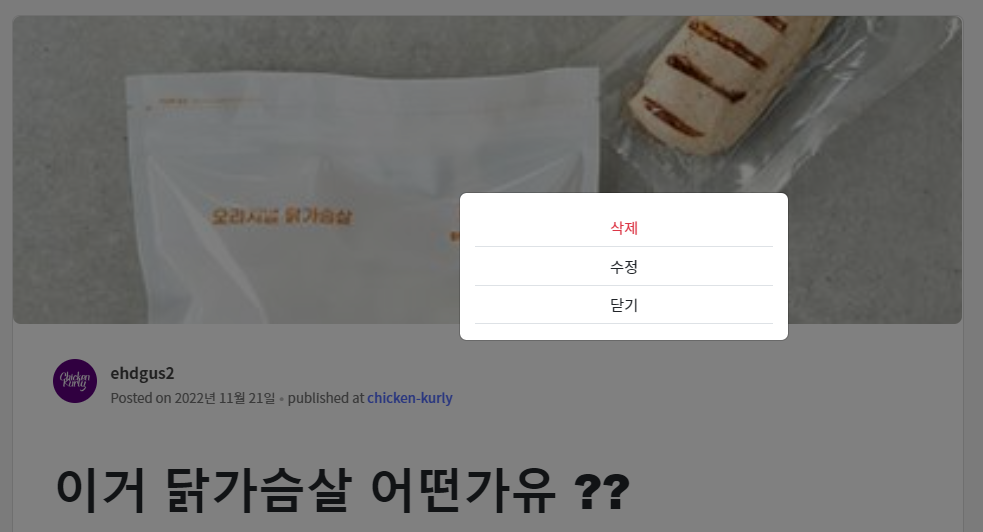 오리지널 닭가슴살
삭제
수정
닫기
Chicken
Kurly
ehdgus2
Posted on 2022년 11월 21일 • published at chicken-kurly
이거 닭가슴살 어떤가유 ??